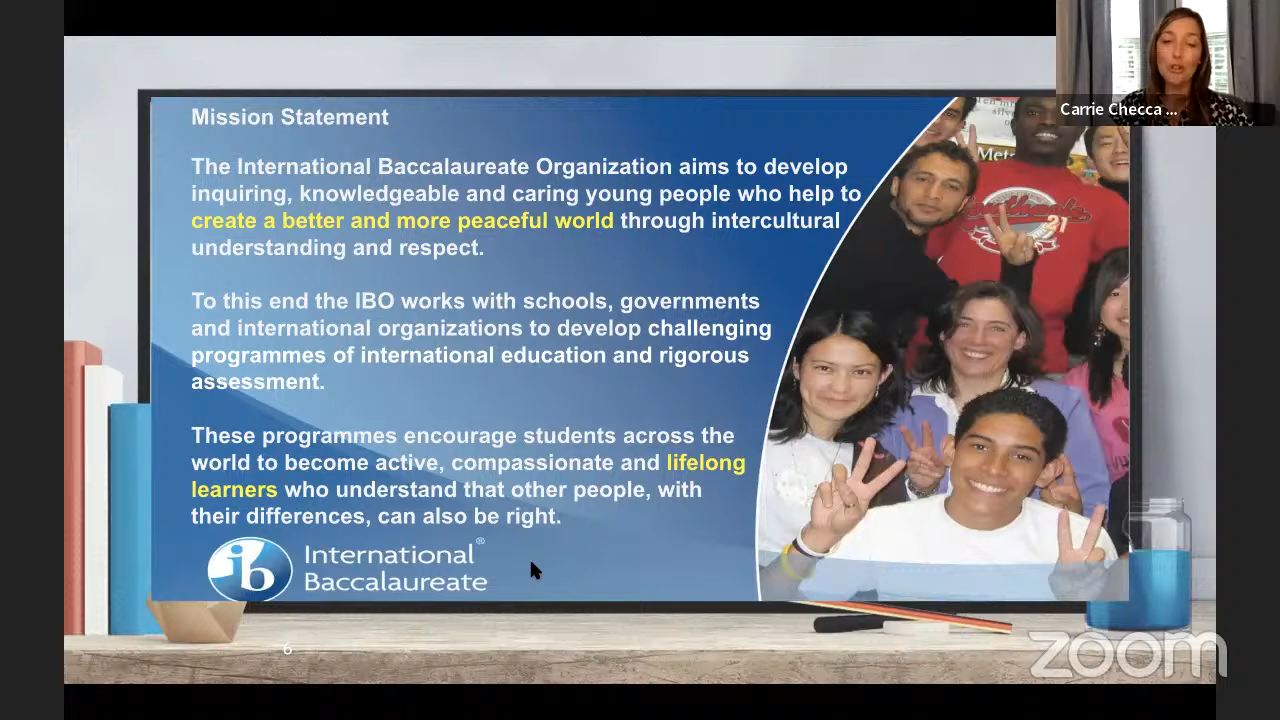 Mission Statement
The International Baccalaureate Organization aims to develop
inquiring, knowledgeable and caring young people who help to
create a better and more peaceful world through intercultural
understanding and respect.
To this end the IBO works with schools, governments
and international organizations to develop challenging
programmes of international education and rigorous
assessment.
These programmes encourage students across the
world to become active, compassionate and lifelong
learners who understand that other people, with
their differences, can also be right.
ib International®
Baccalaureate
6
Carrie Checca ...
21
zoom